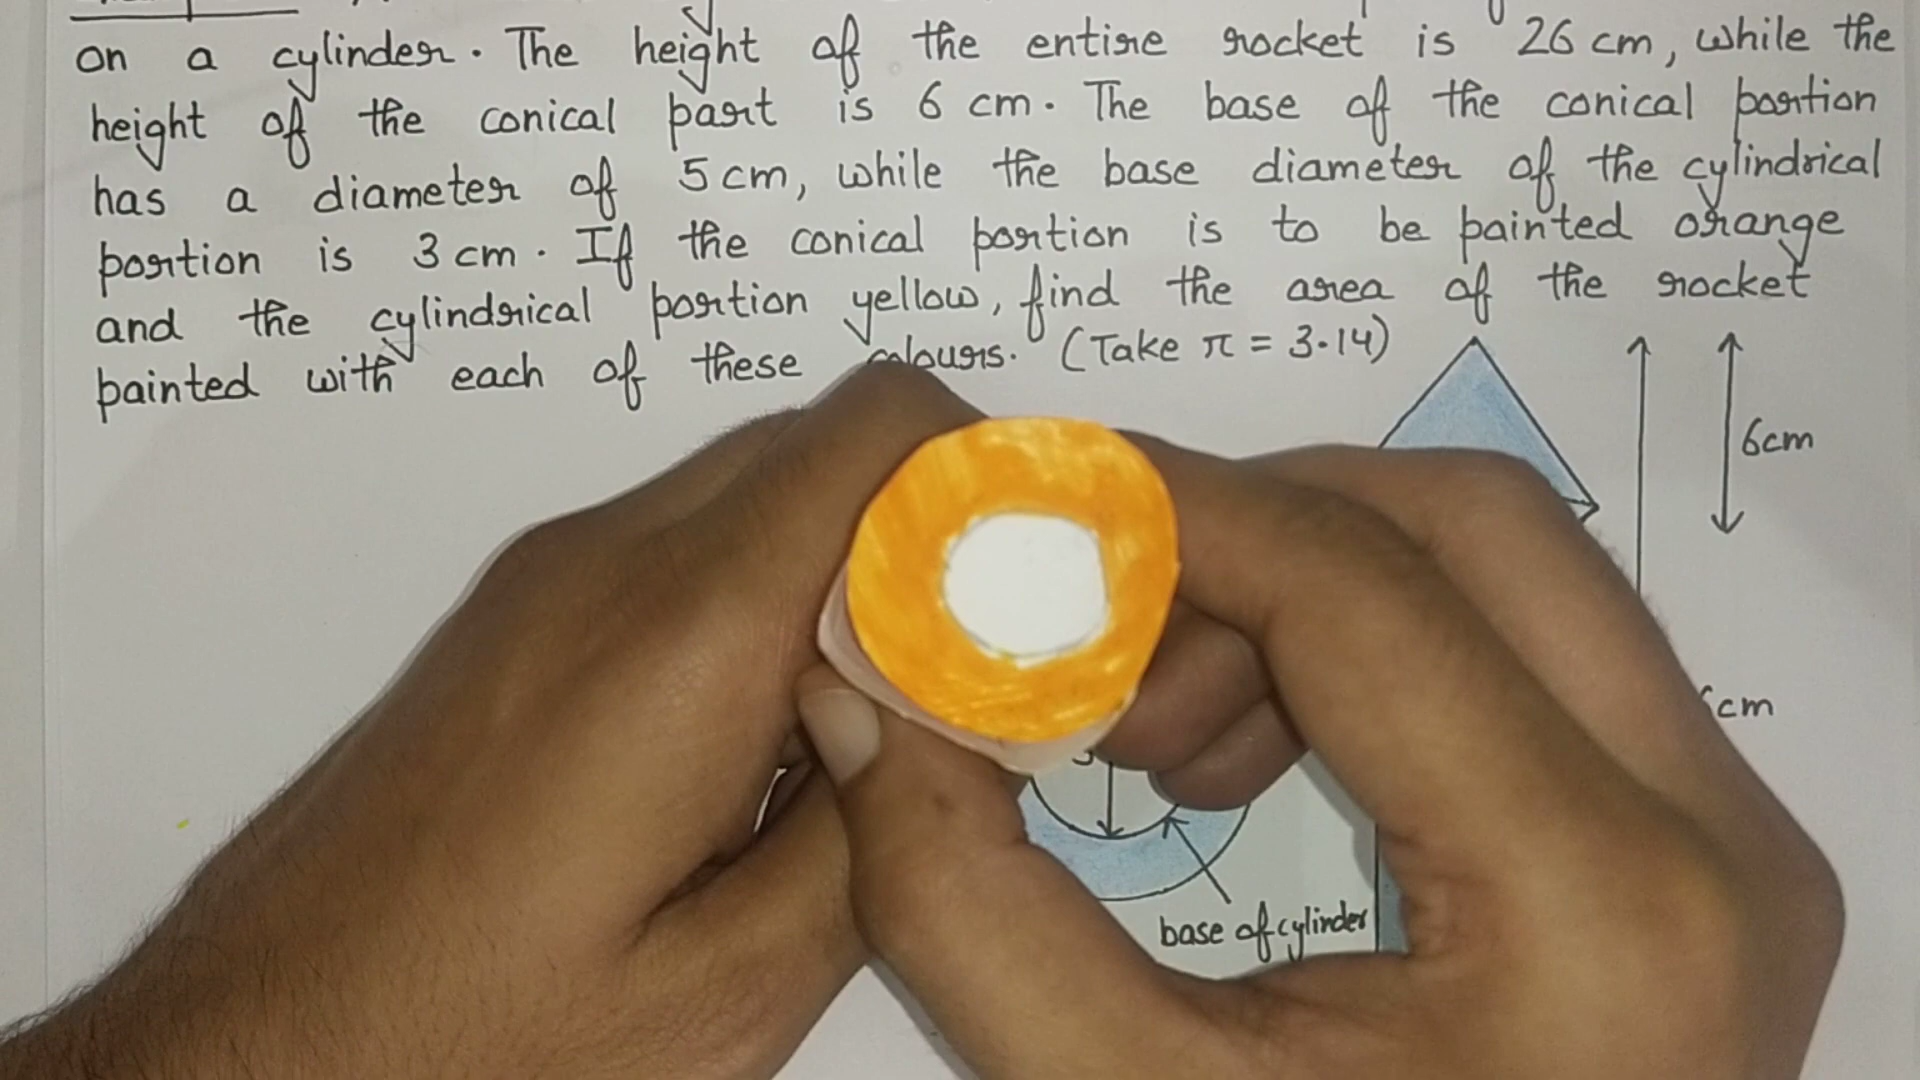 on a cylinder. The height of the entire rocket is 26 cm, while the
height of the conical part is 6 cm. The base of the conical portion
has a diameter of 5 cm, while the base diameter of the cylindrical
portion is 3 cm. If the conical portion is to be painted orange
and the cylindrical portion yellow, find the area of the rocket
painted with each of these colours. (Take π = 3.14)
6cm
cm
base of cylinder